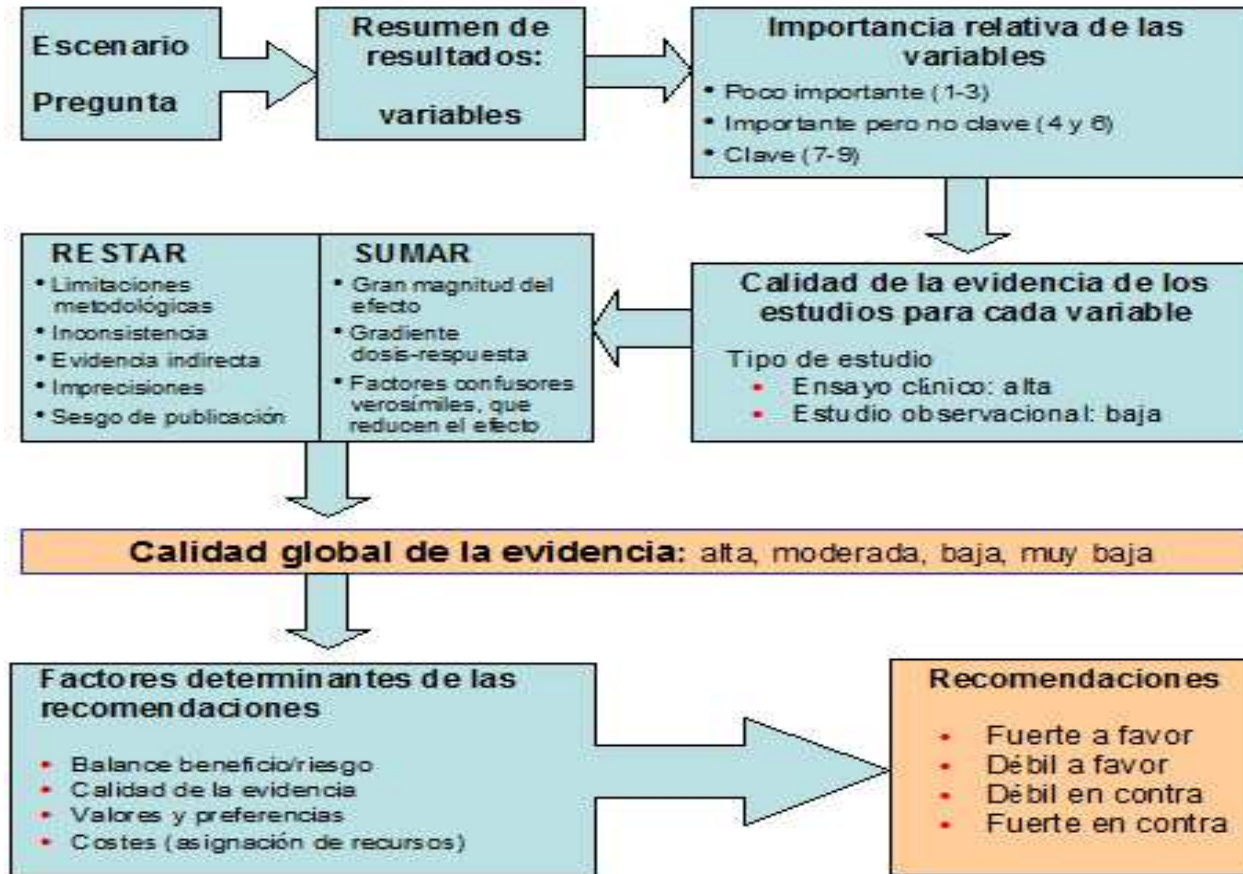 Escenario
Pregunta
Resumen de
resultados:
variables
Importancia relativa de las
variables
• Poco importante (1-3)
• Importante pero no clave (4 y 6)
• Clave (7-9)
Calidad de la evidencia de los
estudios para cada variable
Tipo de estudio
• Ensayo clínico: alta
• Estudio observacional: baja
RESTAR
• Limitaciones
metodológicas
• Inconsistencia
• Evidencia indirecta
• Imprecisiones
• Sesgo de publicación
SUMAR
• Gran magnitud del
efecto
• Gradiente
dosis-respuesta
• Factores confusores
verosímiles, que
reducen el efecto
Calidad global de la evidencia: alta, moderada, baja, muy baja
Factores determinantes de las
recomendaciones
• Balance beneficio/riesgo
• Calidad de la evidencia
• Valores y preferencias
• Costes (asignación de recursos)
Recomendaciones
• Fuerte a favor
• Débil a favor
• Débil en contra
• Fuerte en contra